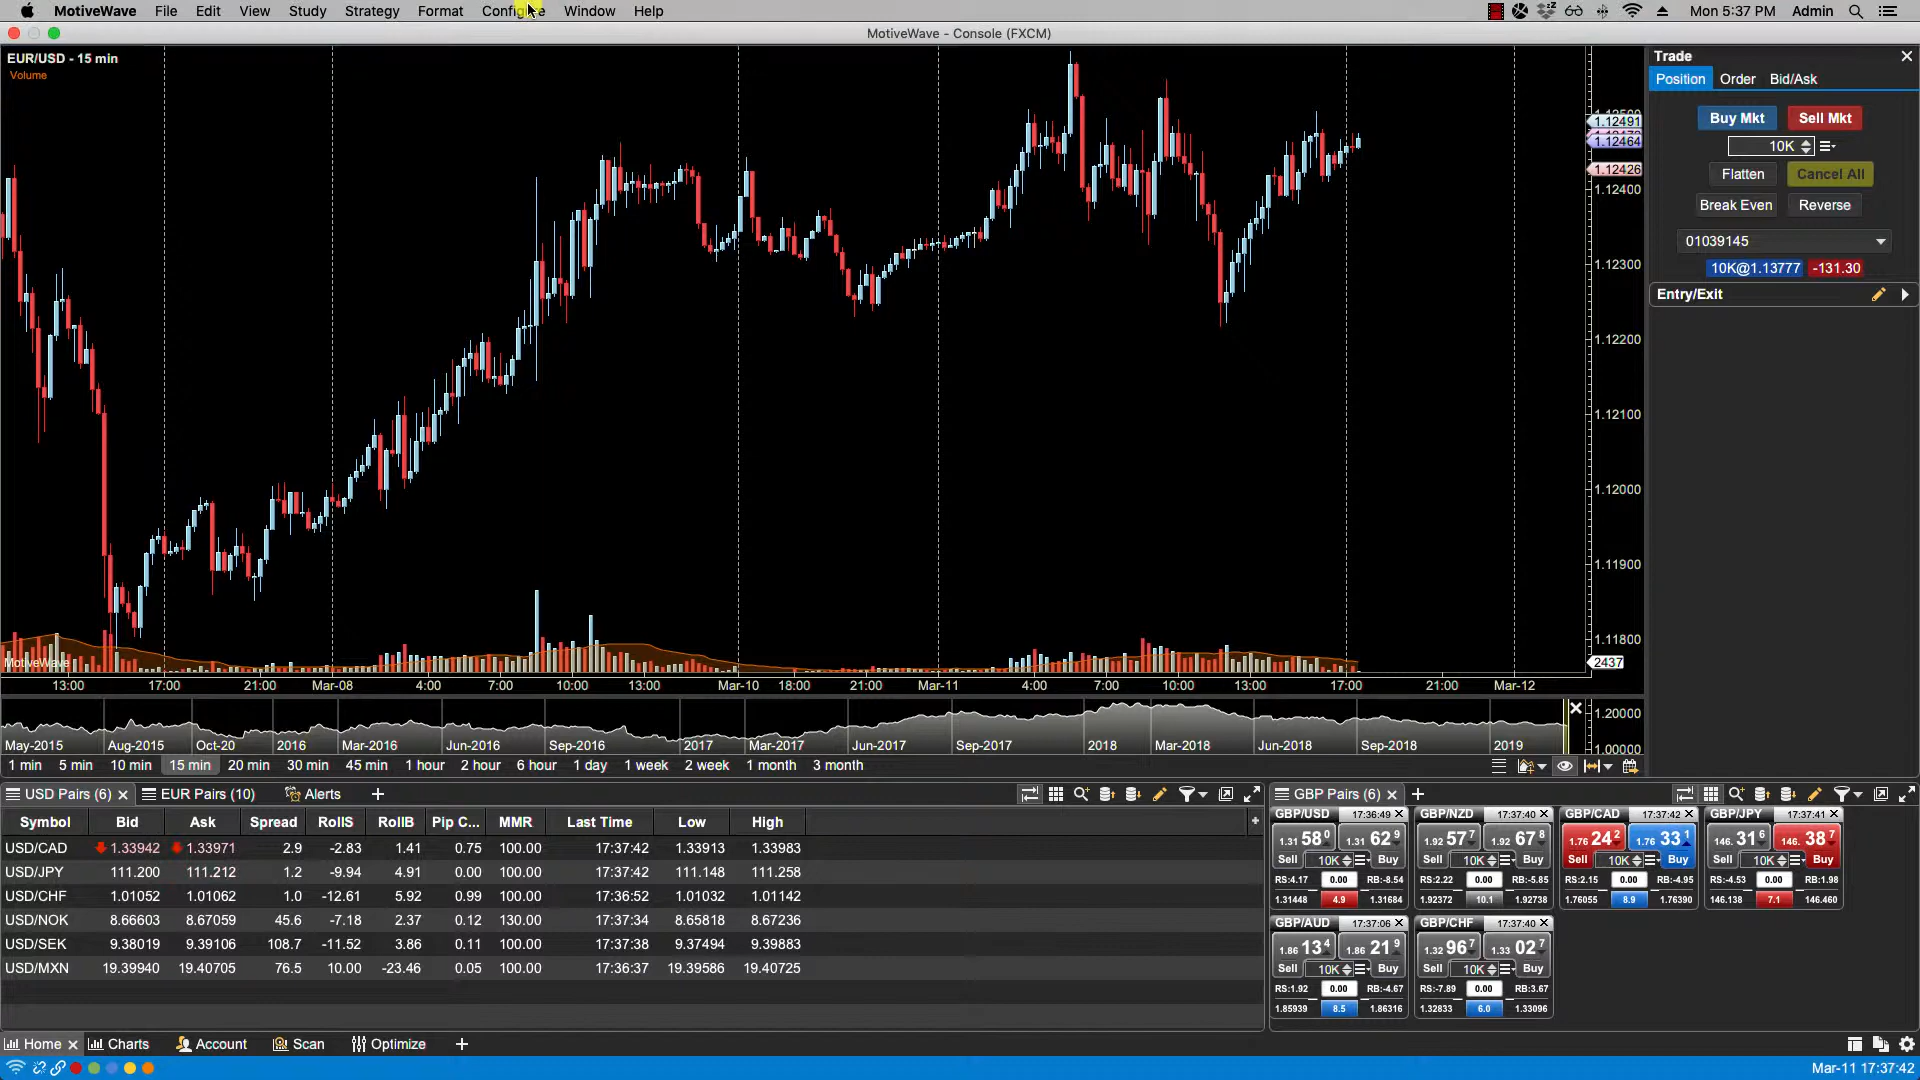 MotiveWave File Edit View Study Strategy Format Configure Window Help Mon 5:37 PM Admin
MotiveWave - Console (FXCM)
EUR/USD - 15 min
Volume
1.12491
1.12464
1.12426
1.12400
1.12300
1.12200
1.12100
1.12000
1.11900
1.11800
2437
MotiveWave
13:00 17:00 21:00 Mar-08 4:00 7:00 10:00 13:00 Mar-10 18:00 21:00 Mar-11 4:00 7:00 10:00 13:00 17:00 21:00 Mar-12
1.20000
1.00000
May-2015 Aug-2015 Oct-20 2016 Mar-2016 Jun-2016 Sep-2016 2017 Mar-2017 Jun-2017 Sep-2017 2018 Mar-2018 Jun-2018 Sep-2018 2019
1 min 5 min 10 min 15 min 20 min 30 min 45 min 1 hour 2 hour 6 hour 1 day 1 week 2 week 1 month 3 month
Trade
Position Order Bid/Ask
Buy Mkt Sell Mkt
10K
Flatten Cancel All
Break Even Reverse
01039145
10K@1.13777 -131.30
Entry/Exit
USD Pairs (6) EUR Pairs (10) Alerts
Symbol Bid Ask Spread RollS RollB Pip C... MMR Last Time Low High
USD/CAD 1.33942 1.33971 2.9 -2.83 1.41 0.75 100.00 17:37:42 1.33913 1.33983
USD/JPY 111.200 111.212 1.2 -9.94 4.91 0.00 100.00 17:37:42 111.148 111.258
USD/CHF 1.01052 1.01062 1.0 -12.61 5.92 0.99 100.00 17:36:52 1.01032 1.01142
USD/NOK 8.66603 8.67059 45.6 -7.18 2.37 0.12 130.00 17:37:34 8.65818 8.67236
USD/SEK 9.38019 9.39106 108.7 -11.52 3.86 0.11 100.00 17:37:38 9.37494 9.39883
USD/MXN 19.39940 19.40705 76.5 10.00 -23.46 0.05 100.00 17:36:37 19.39586 19.40725
GBP Pairs (6)
GBP/USD 17:36:49
1.31 58 0 1.31 62 9
Sell 10K Buy
RS:4.17 0.00 RB:-8.54
1.31448 4.9 1.31684
GBP/NZD 17:37:40
1.92 57 7 1.92 67 8
Sell 10K Buy
RS:2.22 0.00 RB:-5.85
1.92372 10.1 1.92738
GBP/CAD 17:37:42
1.76 24 2 1.76 33 1
Sell 10K Buy
RS:2.15 0.00 RB:-4.95
1.76055 8.9 1.76390
GBP/JPY 17:37:41
146. 31 6 146. 38 7
Sell 10K Buy
RS:-4.53 0.00 RB:1.98
146.138 7.1 146.460
GBP/AUD 17:37:06
1.86 13 4 1.86 21 9
Sell 10K Buy
RS:1.92 0.00 RB:-4.67
1.85939 8.5 1.86316
GBP/CHF 17:37:40
1.32 96 7 1.33 02 7
Sell 10K Buy
RS:-7.89 0.00 RB:3.67
1.32833 6.0 1.33096
Home Charts Account Scan Optimize
Mar-11 17:37:42